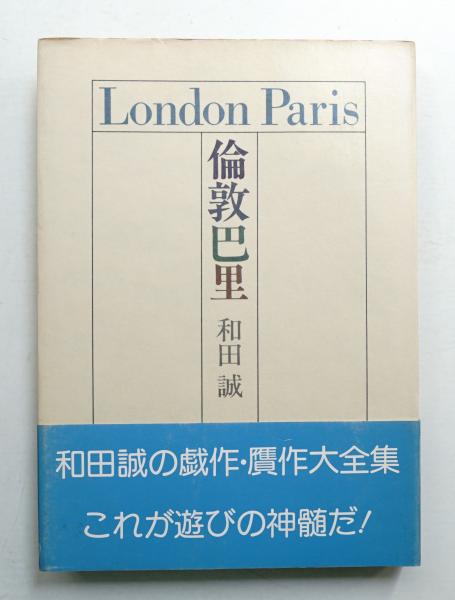 London Paris
倫敦巴里
和田誠
和田誠の戯作・贋作大全集
これが遊びの神髄だ!